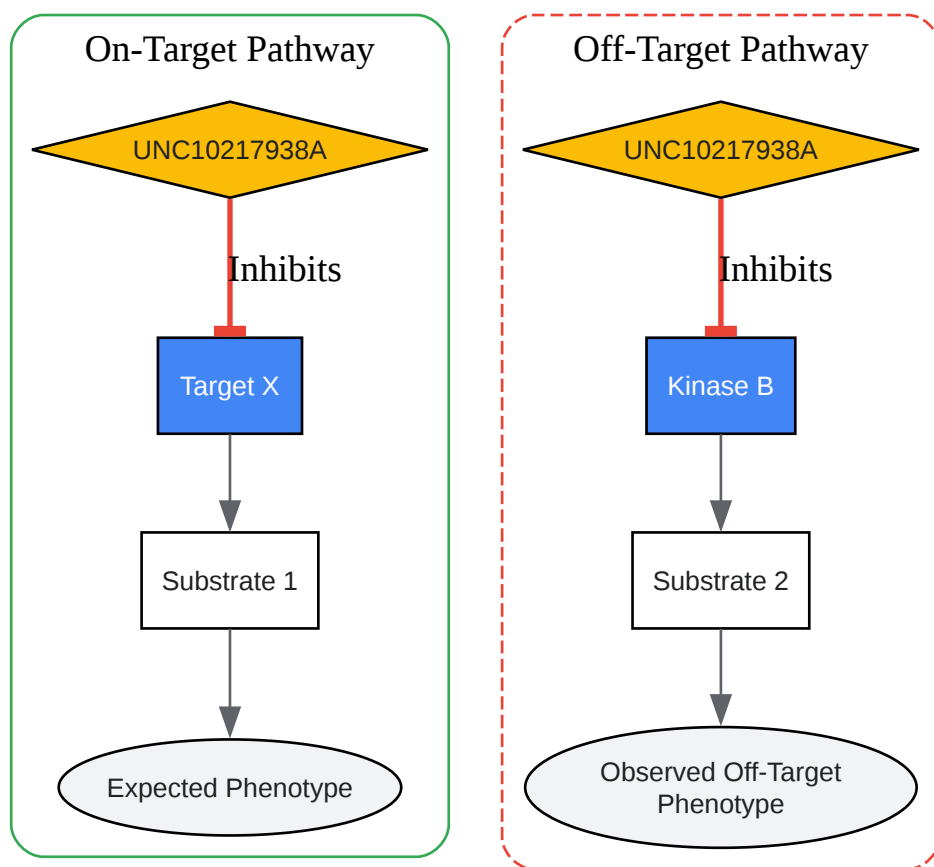 On-Target Pathway
UNC10217938A
Inhibits
Target X
Substrate 1
Expected Phenotype
Off-Target Pathway
UNC10217938A
Inhibits
Kinase B
Substrate 2
Observed Off-Target
Phenotype